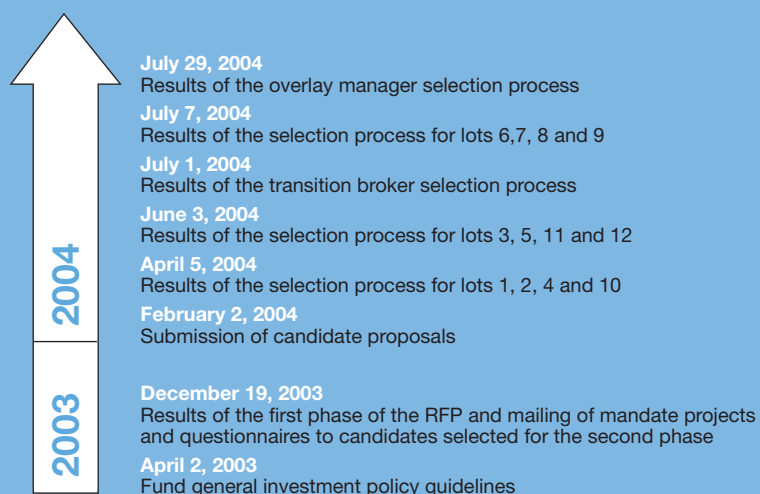 July 29, 2004
Results of the overlay manager selection process
July 7, 2004
Results of the selection process for lots 6,7, 8 and 9
July 1, 2004
Results of the transition broker selection process
June 3, 2004
Results of the selection process for lots 3, 5, 11 and 12
April 5, 2004
Results of the selection process for lots 1, 2, 4 and 10
February 2, 2004
Submission of candidate proposals
2004
December 19, 2003
Results of the first phase of the RFP and mailing of mandate projects
and questionnaires to candidates selected for the second phase
April 2, 2003
Fund general investment policy guidelines
2003